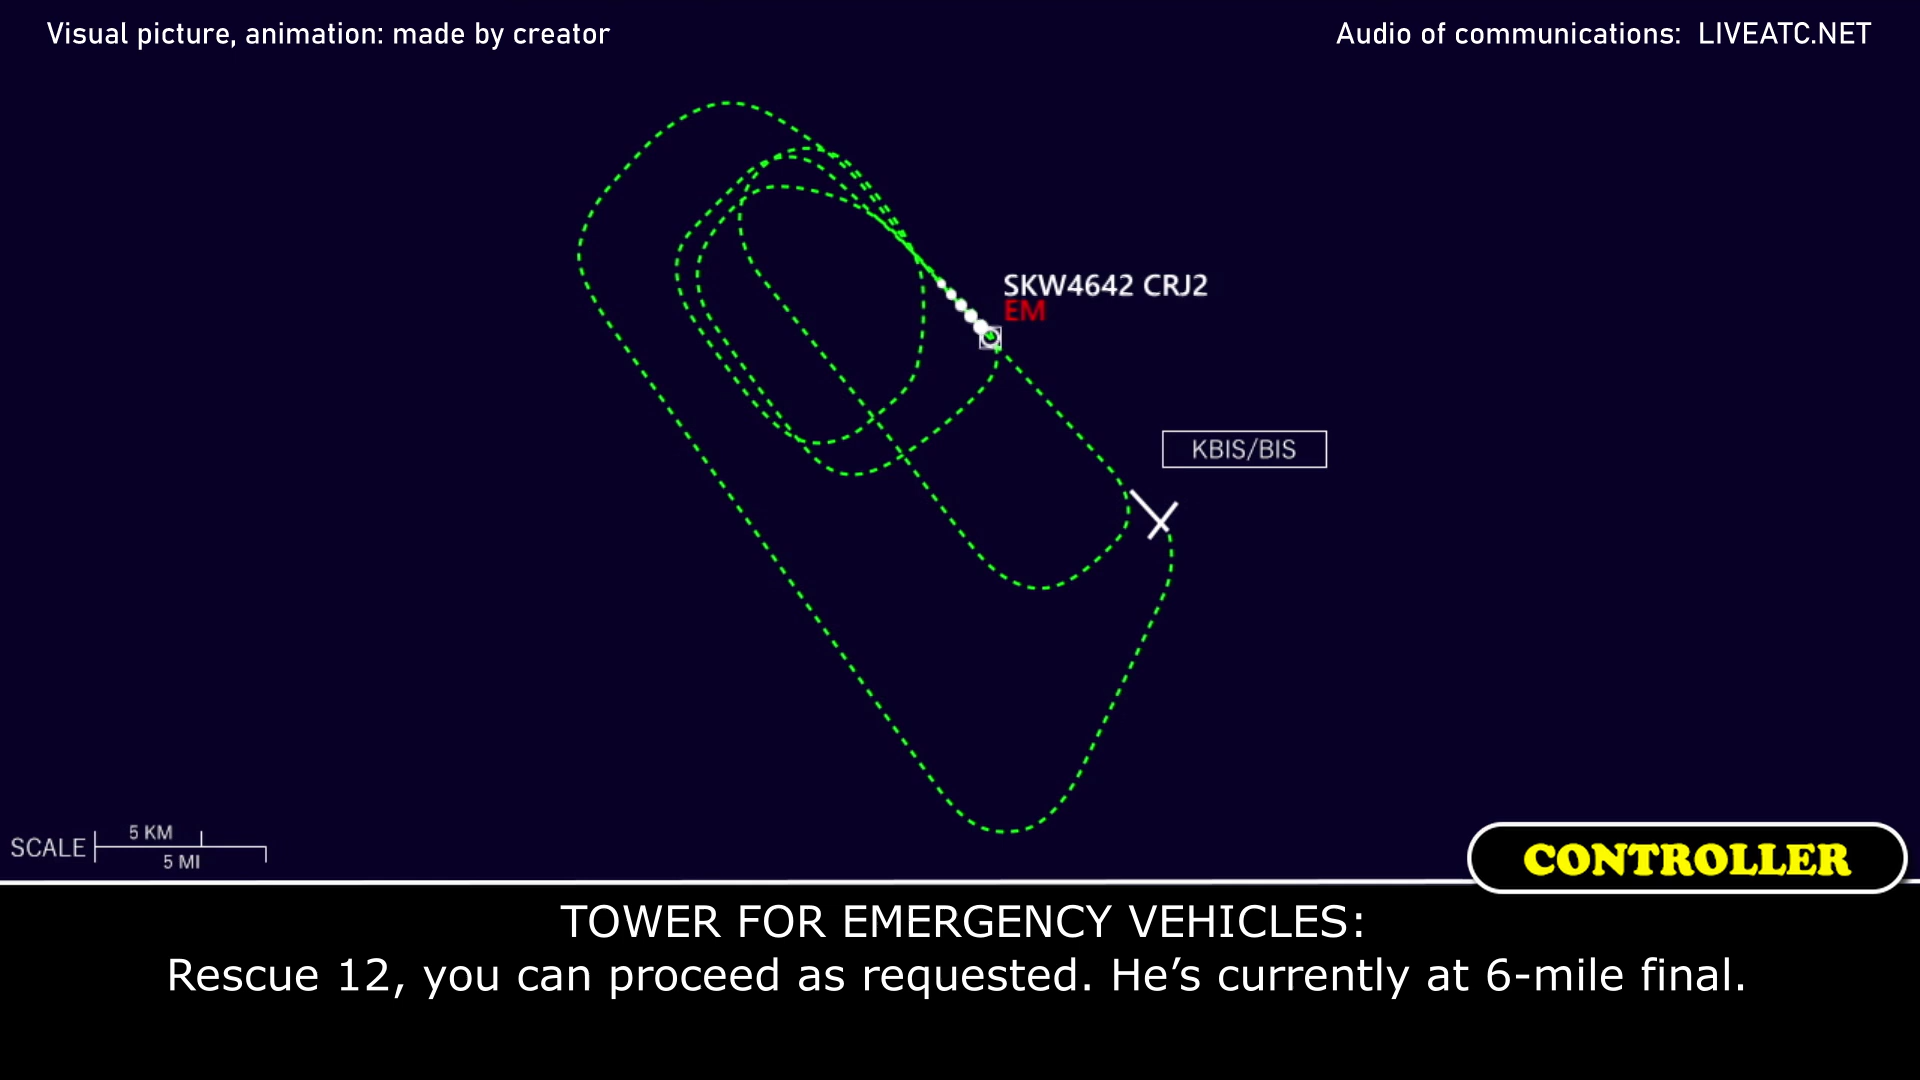 Visual picture, animation: made by creator
Audio of communications: LIVEATC.NET
SKW4642 CRJ2
EM
KBIS/BIS
5 KM
SCALE
5 MI
CONTROLLER
TOWER FOR EMERGENCY VEHICLES:
Rescue 12, you can proceed as requested. He’s currently at 6-mile final.